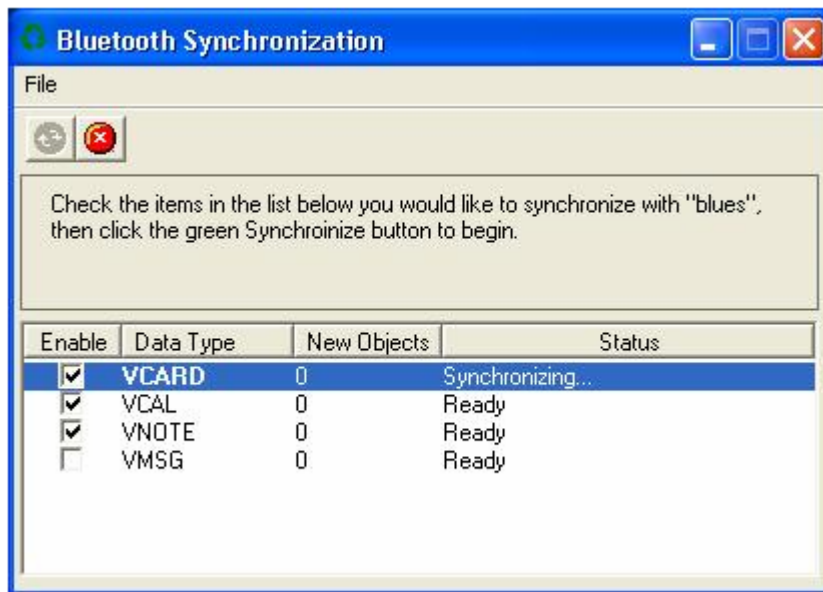 Bluetooth Synchronization
File
Check the items in the list below you would like to synchronize with "blues",
then click the green Synchroinize button to begin.
Enable Data Type New Objects Status
VCARD 0 Synchronizing...
VCAL 0 Ready
VNOTE 0 Ready
VMSG 0 Ready